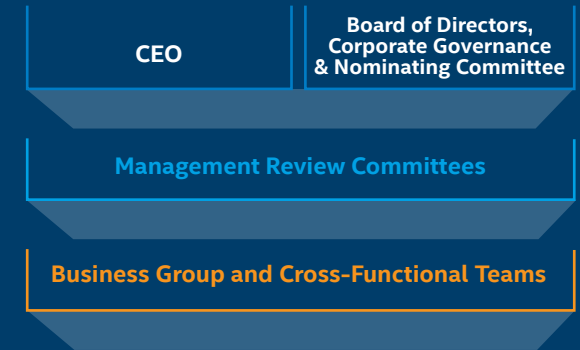 CEO
Board of Directors,
Corporate Governance
& Nominating Committee
Management Review Committees
Business Group and Cross-Functional Teams